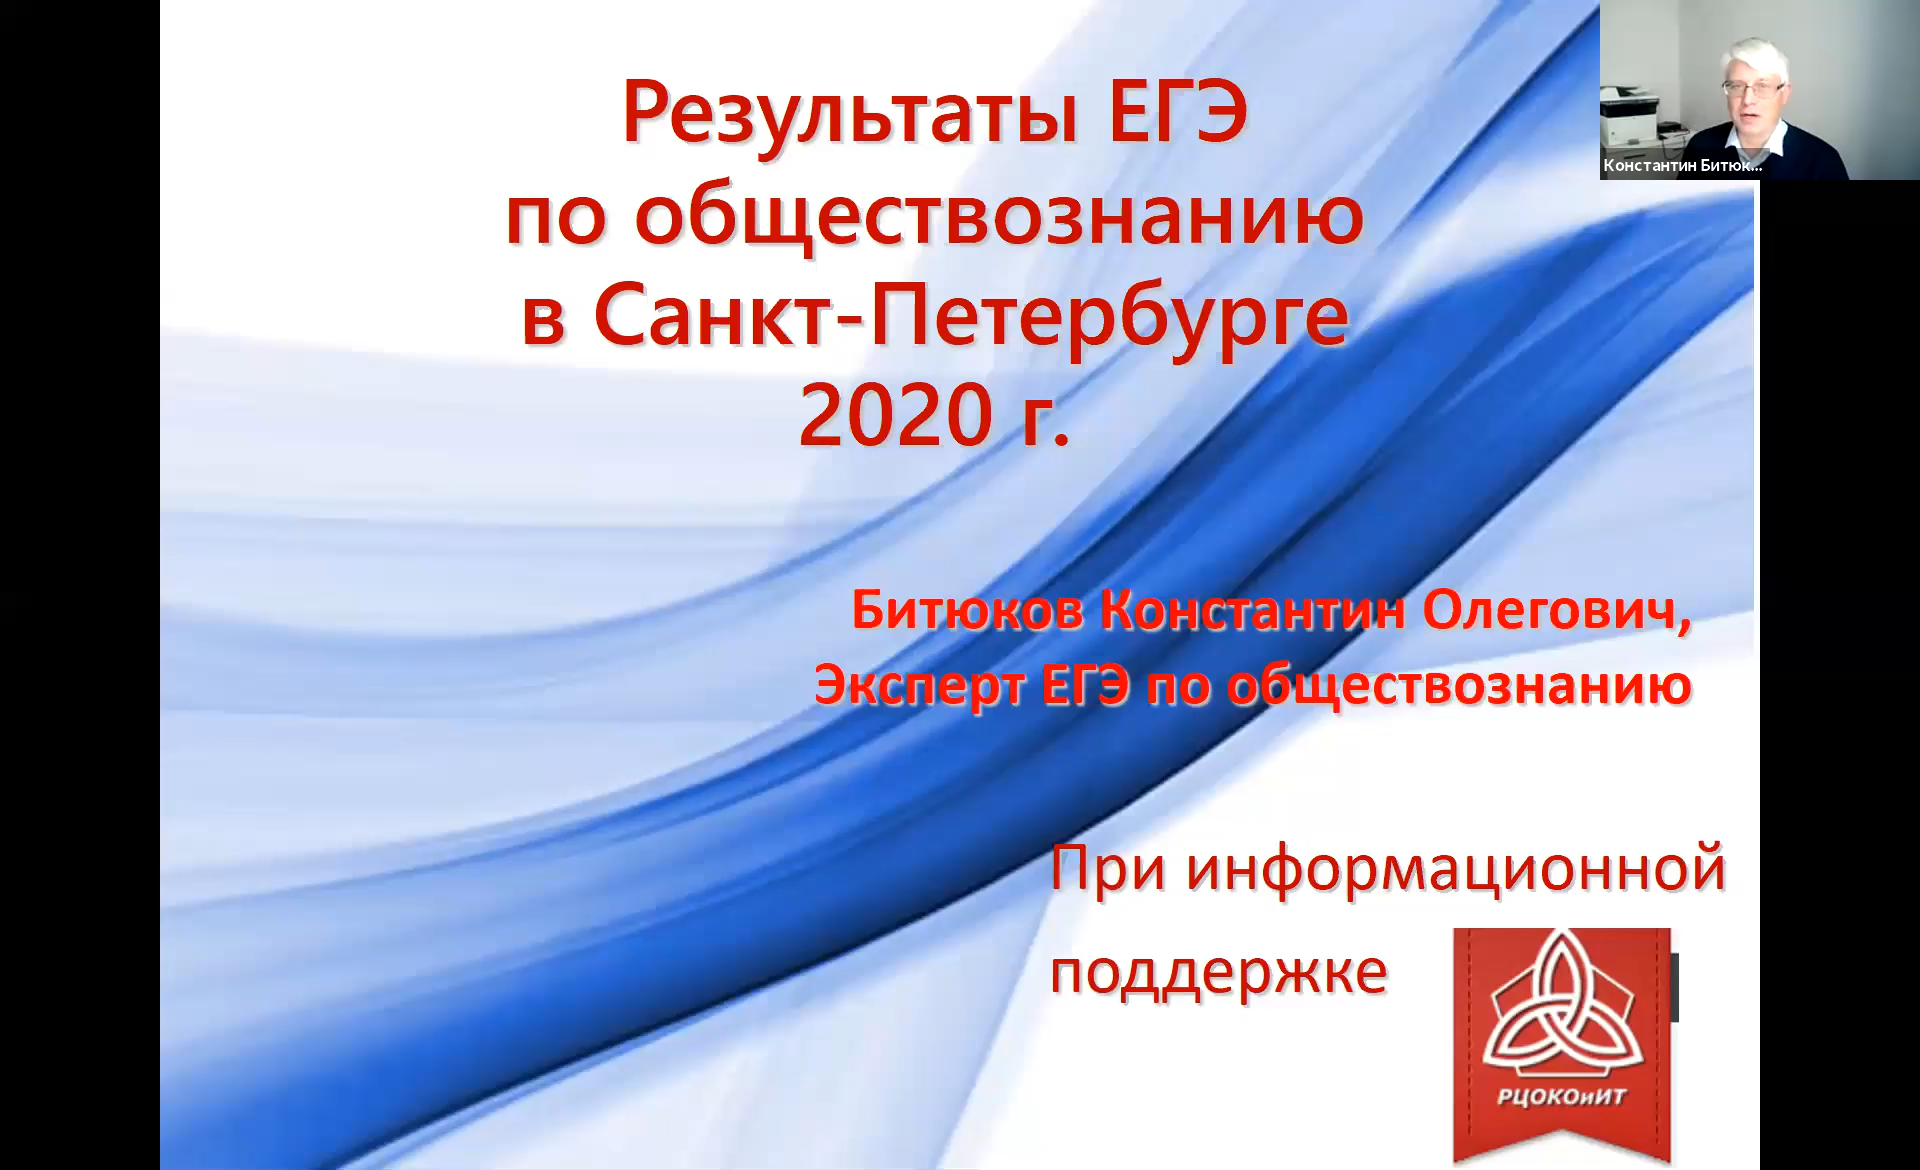 Результаты ЕГЭ
по обществознанию
в Санкт-Петербурге
2020 г.
Константин Битюк...
Битюков Константин Олегович,
Эксперт ЕГЭ по обществознанию
При информационной
поддержке
РЦОКОиИТ